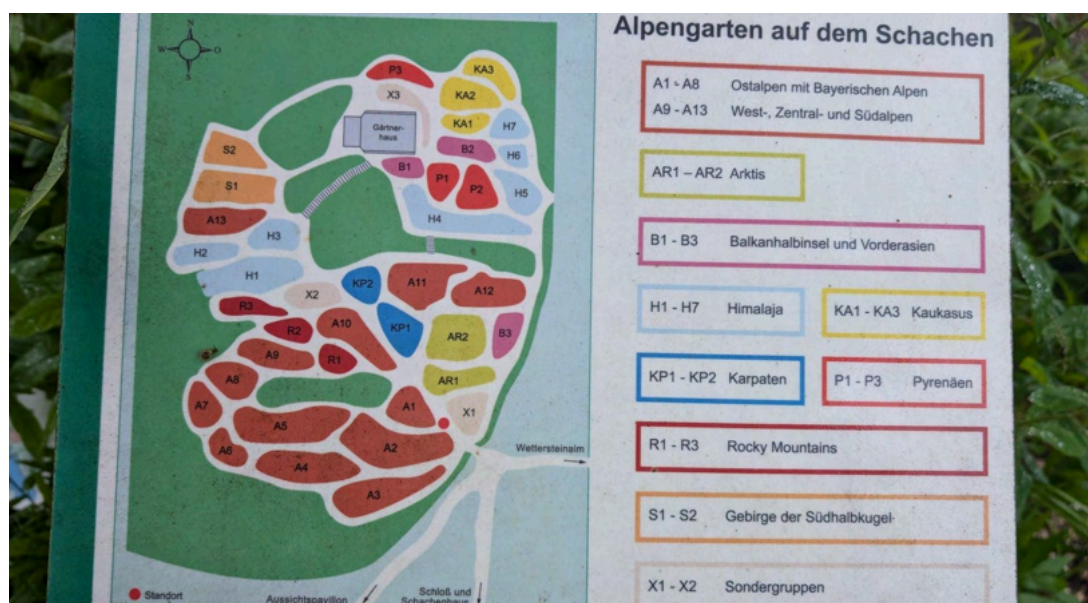 Alpengarten auf dem Schachen
N
W
O
S
P3
KA3
X3
KA2
KA1
H7
Gärtner-
haus
B2
H6
S2
B1
P1
P2
H5
S1
A13
H4
H3
H2
H1
KP2
A11
A12
X2
R3
R2
A10
KP1
AR2
B3
A9
R1
A8
AR1
A7
A1
X1
A5
A2
A6
A4
A3
Wettersteinalm
Standort
Aussichtspavillon
Schloß und
Schachenhaus
A1 - A8 Ostalpen mit Bayerischen Alpen
A9 - A13 West-, Zentral- und Südalpen
AR1 – AR2 Arktis
B1 - B3 Balkanhalbinsel und Vorderasien
H1 - H7 Himalaja
KA1 - KA3 Kaukasus
KP1 - KP2 Karpaten
P1 - P3 Pyrenäen
R1 - R3 Rocky Mountains
S1 - S2 Gebirge der Südhalbkugel
X1 - X2 Sondergruppen